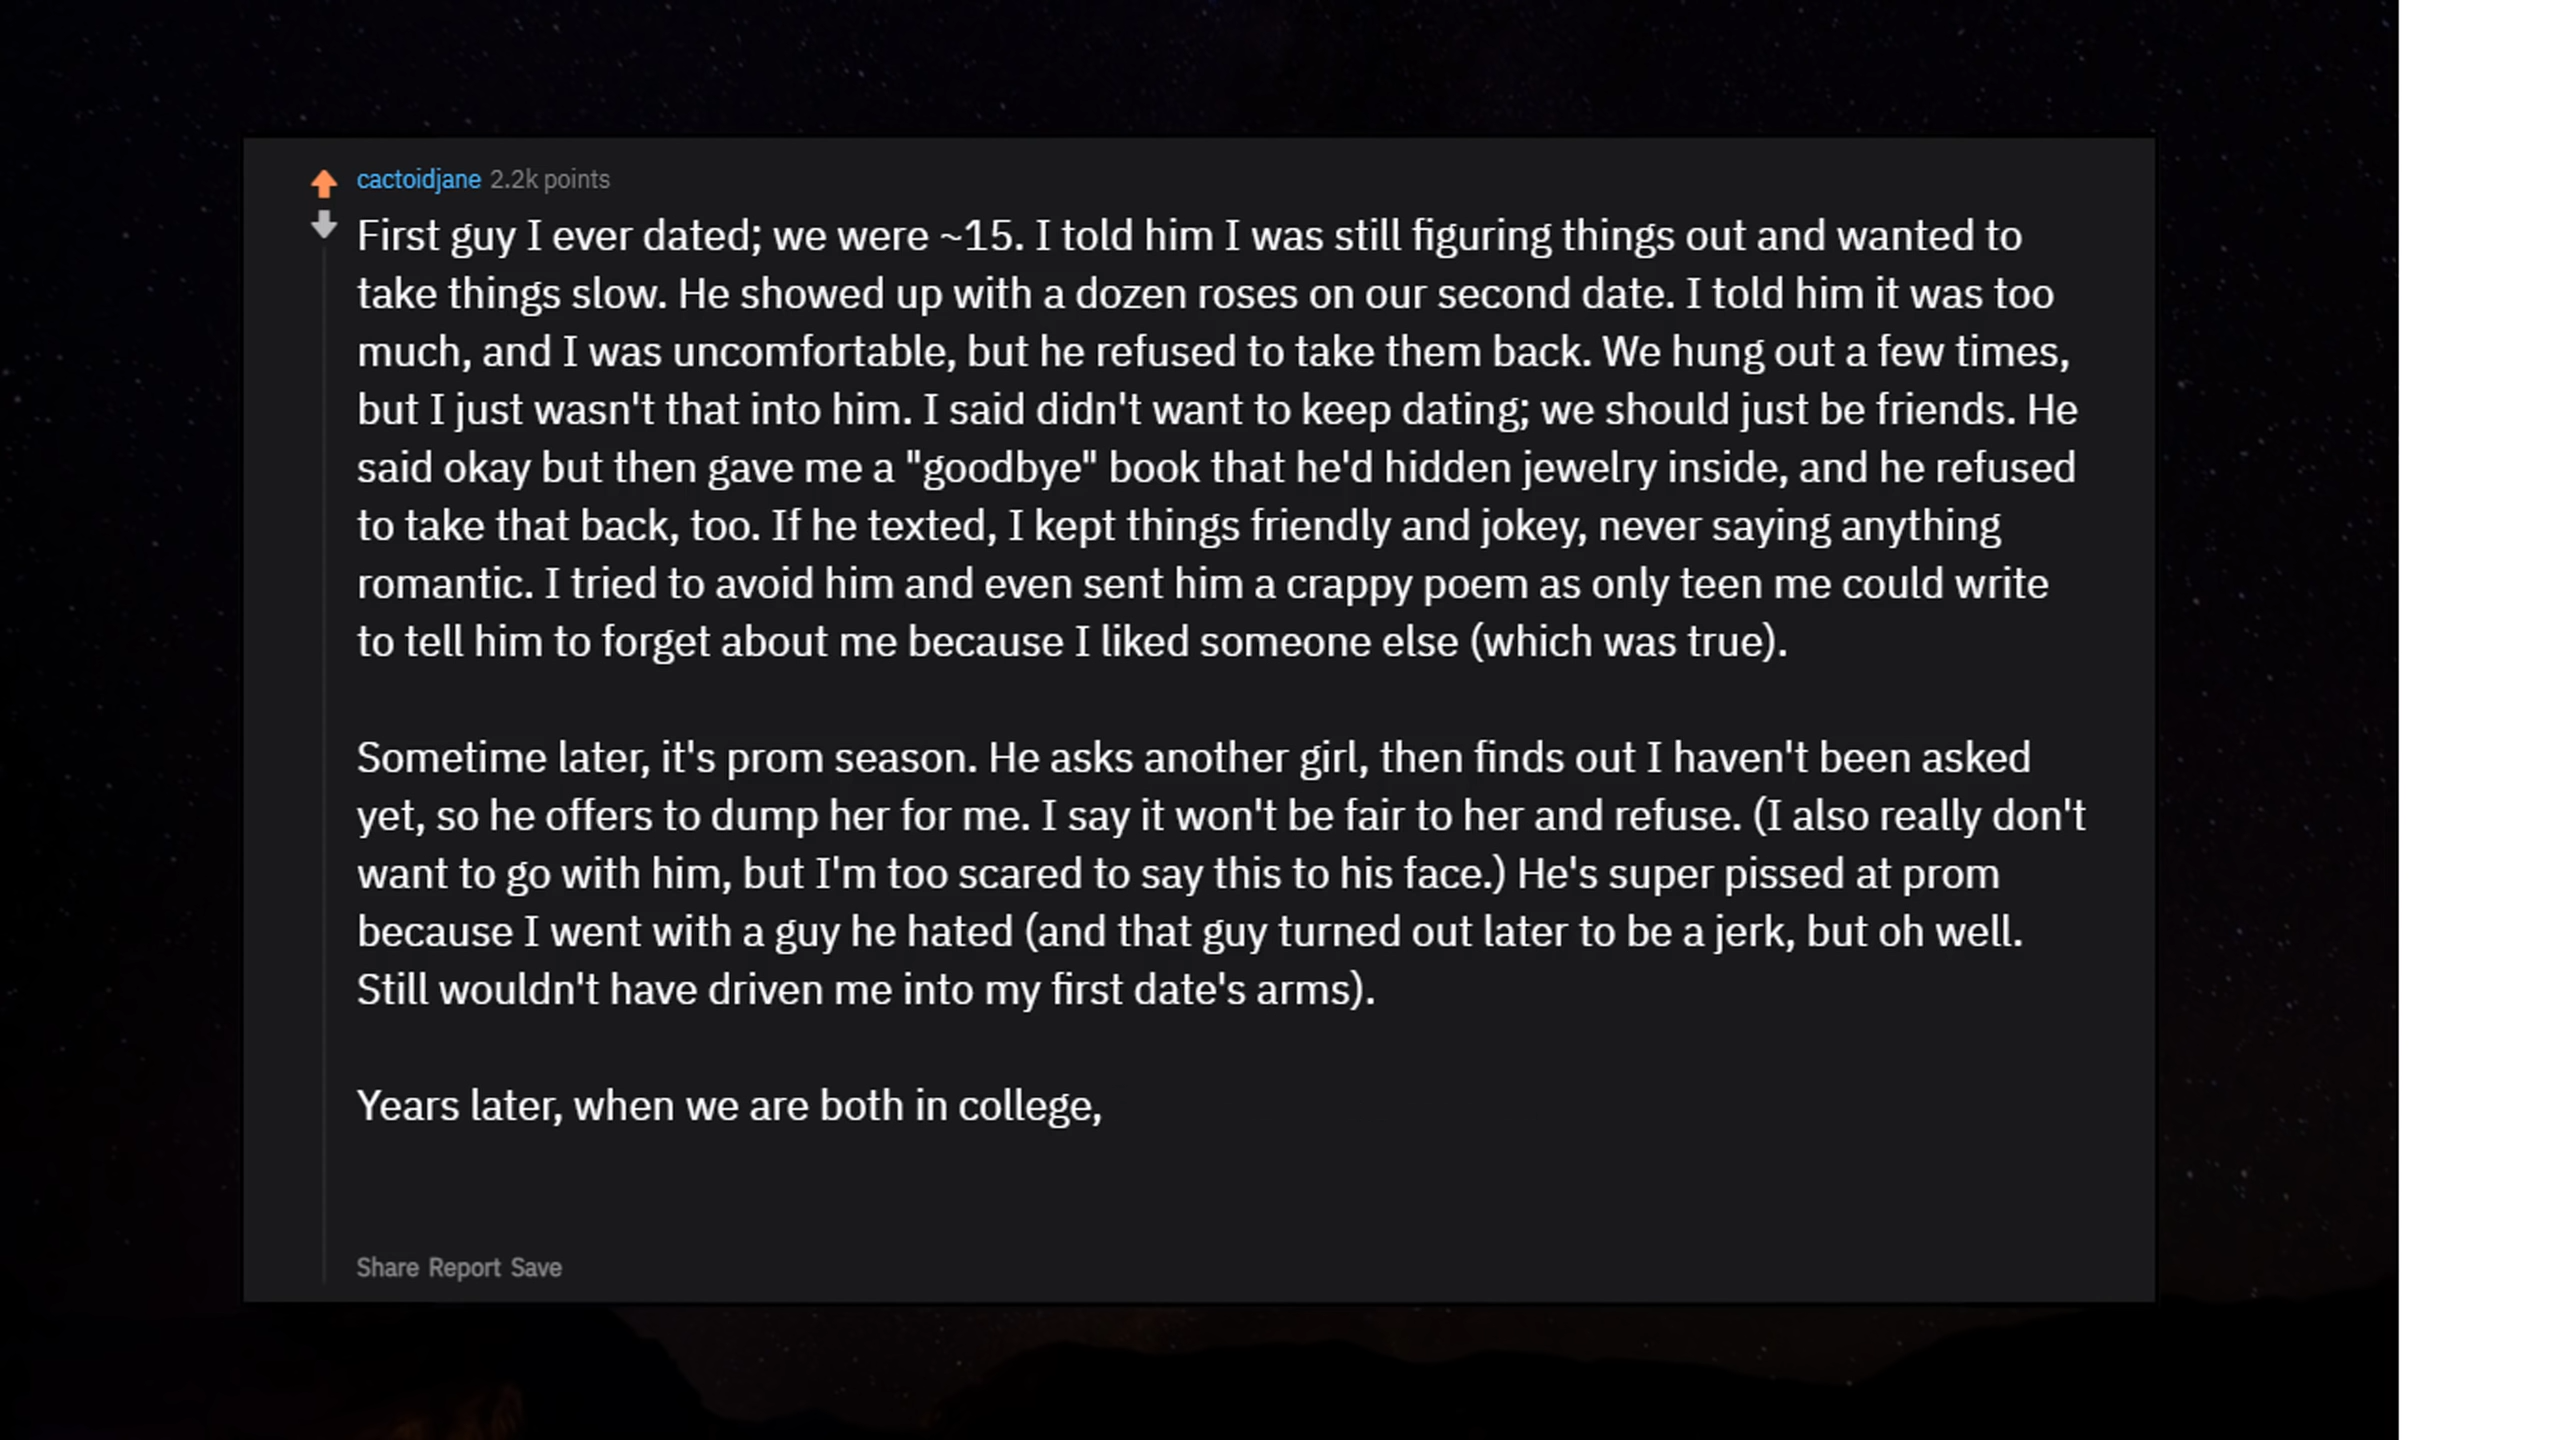 cactoidjane 2.2k points
First guy I ever dated; we were ~15. I told him I was still figuring things out and wanted to
take things slow. He showed up with a dozen roses on our second date. I told him it was too
much, and I was uncomfortable, but he refused to take them back. We hung out a few times,
but I just wasn't that into him. I said didn't want to keep dating; we should just be friends. He
said okay but then gave me a "goodbye" book that he'd hidden jewelry inside, and he refused
to take that back, too. If he texted, I kept things friendly and jokey, never saying anything
romantic. I tried to avoid him and even sent him a crappy poem as only teen me could write
to tell him to forget about me because I liked someone else (which was true).
Sometime later, it's prom season. He asks another girl, then finds out I haven't been asked
yet, so he offers to dump her for me. I say it won't be fair to her and refuse. (I also really don't
want to go with him, but I'm too scared to say this to his face.) He's super pissed at prom
because I went with a guy he hated (and that guy turned out later to be a jerk, but oh well.
Still wouldn't have driven me into my first date's arms).
Years later, when we are both in college,
Share Report Save